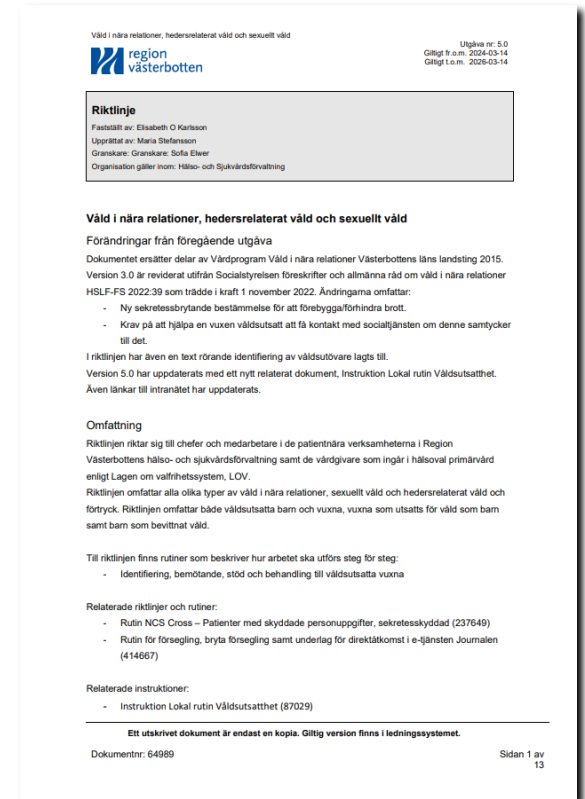 Våld i nära relationer, hedersrelaterat våld och sexuellt våld
region
västerbotten
Utgåva nr: 5.0
Giltigt fr.o.m. 2024-03-14
Giltigt t.o.m. 2026-03-14
Riktlinje
Fastställt av: Elisabeth O Karlsson
Upprättat av: Maria Stefansson
Granskare: Granskare: Sofia Elwer
Organisation gäller inom: Hälso- och Sjukvårdsförvaltning
Våld i nära relationer, hedersrelaterat våld och sexuellt våld
Förändringar från föregående utgåva
Dokumentet ersätter delar av Vårdprogram Våld i nära relationer Västerbottens läns landsting 2015.
Version 3.0 är reviderat utifrån Socialstyrelsen föreskrifter och allmänna råd om våld i nära relationer
HSLF-FS 2022:39 som trädde i kraft 1 november 2022. Ändringarna omfattar:
- Ny sekretessbrytande bestämmelse för att förebygga/förhindra brott.
- Krav på att hjälpa en vuxen våldsutsatt att få kontakt med socialtjänsten om denne samtycker
till det.
I riktlinjen har även en text rörande identifiering av våldsutövare lagts till.
Version 5.0 har uppdaterats med ett nytt relaterat dokument, Instruktion Lokal rutin Våldsutsatthet.
Även länkar till intranätet har uppdaterats.
Omfattning
Riktlinjen riktar sig till chefer och medarbetare i de patientnära verksamheterna i Region
Västerbottens hälso- och sjukvårdsförvaltning samt de vårdgivare som ingår i hälsoval primärvård
enligt Lagen om valfrihetssystem, LOV.
Riktlinjen omfattar alla olika typer av våld i nära relationer, sexuellt våld och hedersrelaterat våld och
förtryck. Riktlinjen omfattar både våldsutsatta barn och vuxna, vuxna som utsatts för våld som barn
samt barn som bevittnat våld.
Till riktlinjen finns rutiner som beskriver hur arbetet ska utförs steg för steg:
- Identifiering, bemötande, stöd och behandling till våldsutsatta vuxna
Relaterade riktlinjer och rutiner:
- Rutin NCS Cross – Patienter med skyddade personuppgifter, sekretesskyddad (237649)
- Rutin för försegling, bryta försegling samt underlag för direktåtkomst i e-tjänsten Journalen
(414667)
Relaterade instruktioner:
- Instruktion Lokal rutin Våldsutsatthet (87029)
Ett utskrivet dokument är endast en kopia. Giltig version finns i ledningssystemet.
Dokumentnr: 64989
Sidan 1 av
13